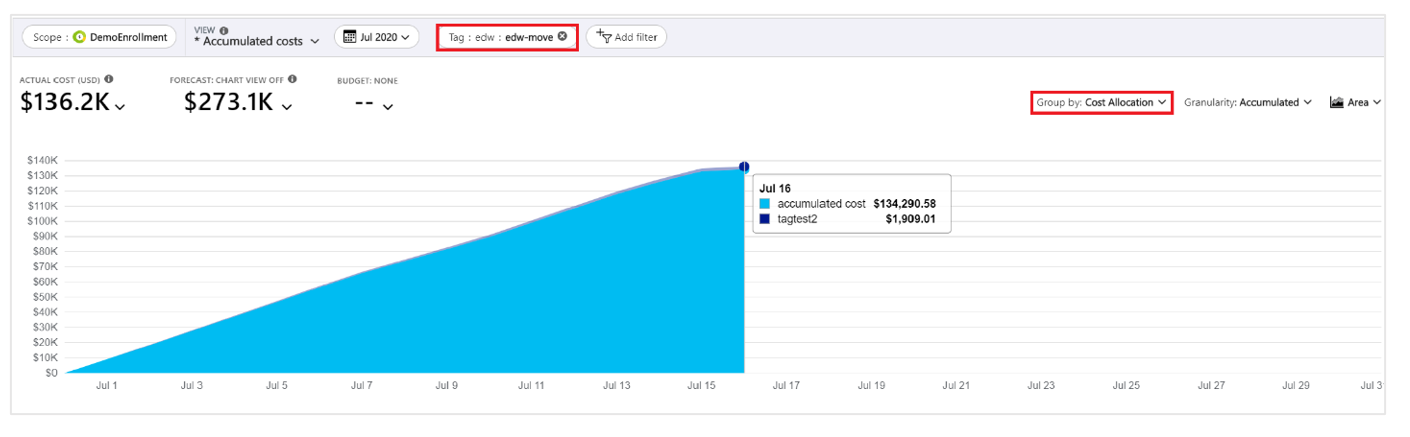 Scope : DemoEnrollment
VIEW
* Accumulated costs
Jul 2020
Tag : edw : edw-move
Add filter
ACTUAL COST (USD)
$136.2K
FORECAST: CHART VIEW OFF
$273.1K
BUDGET: NONE
--
Group by: Cost Allocation
Granularity: Accumulated
Area
$140K
$130K
$120K
$110K
$100K
$90K
$80K
$70K
$60K
$50K
$40K
$30K
$20K
$10K
$0
Jul 16
accumulated cost $134,290.58
tagtest2 $1,909.01
Jul 1 Jul 3 Jul 5 Jul 7 Jul 9 Jul 11 Jul 13 Jul 15 Jul 17 Jul 19 Jul 21 Jul 23 Jul 25 Jul 27 Jul 29 Jul 31